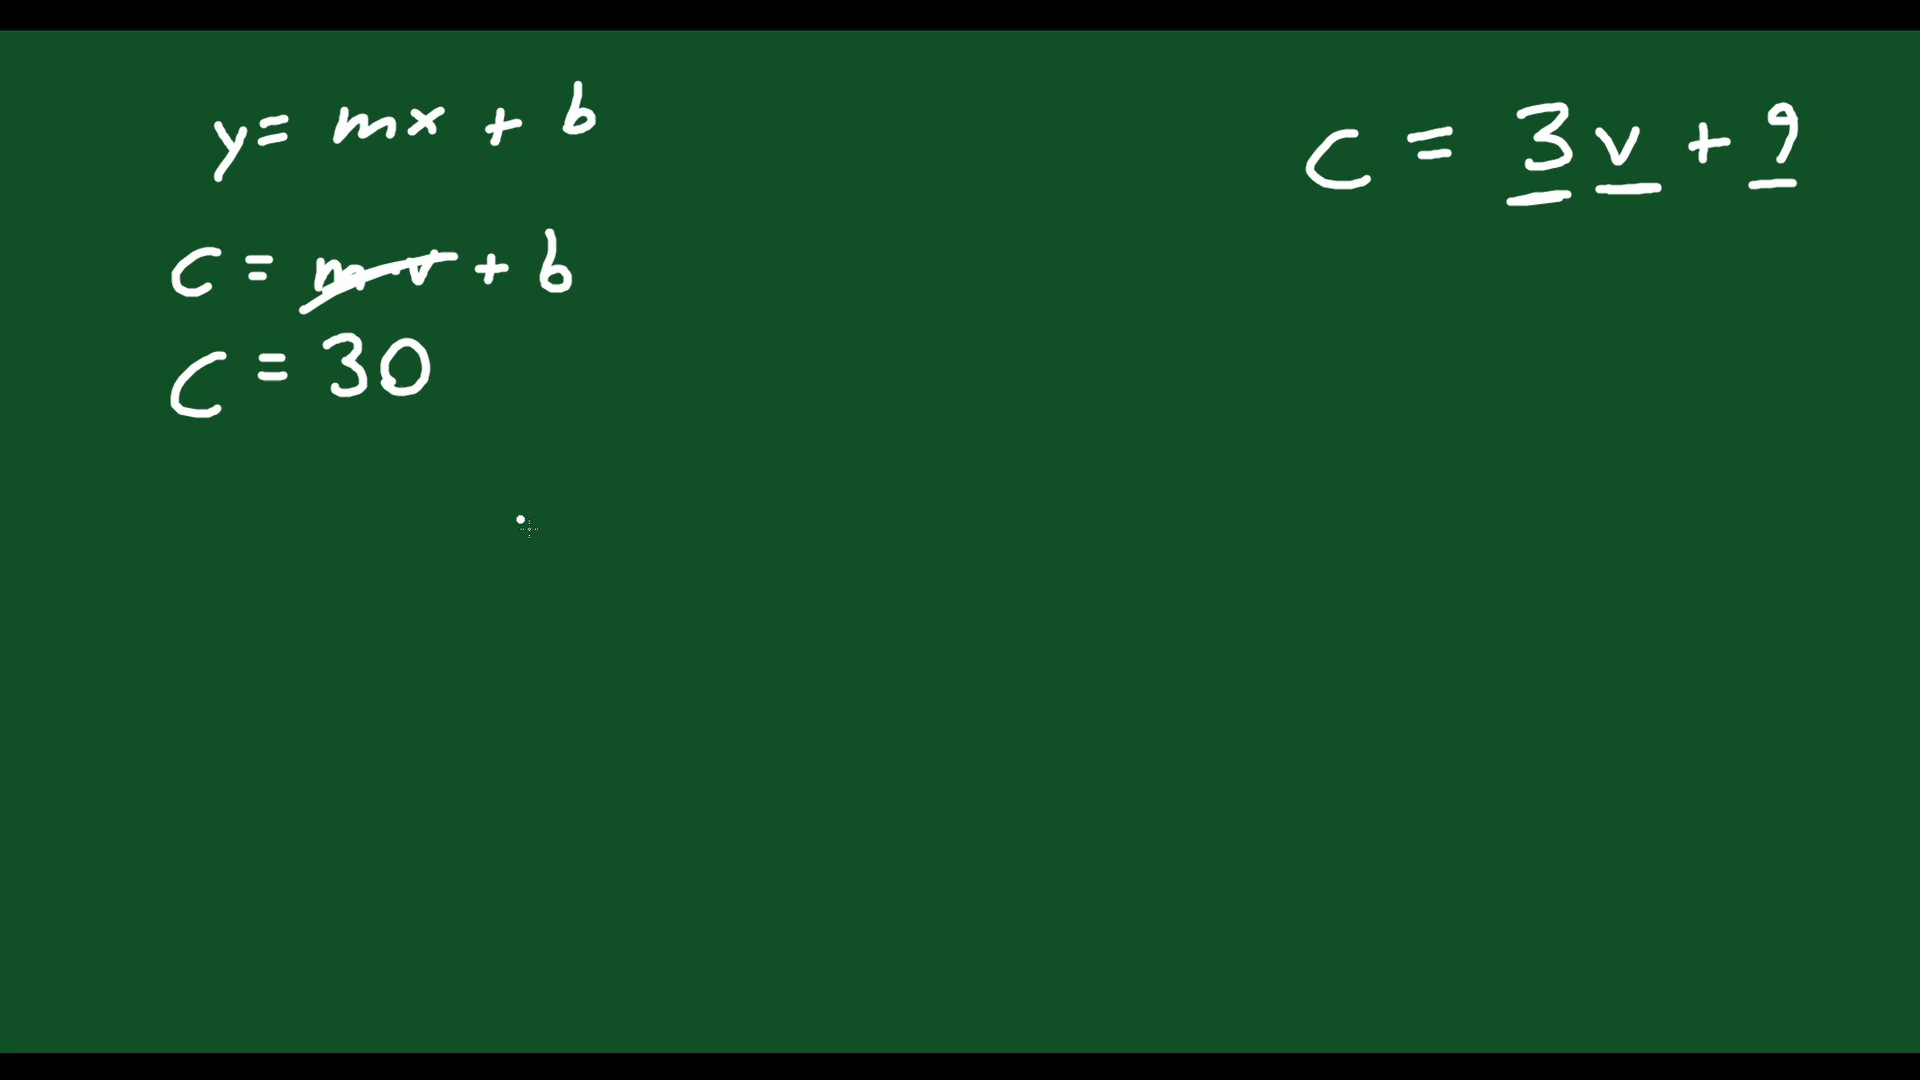 y = mx + b
C = 3v + 9
C = m v + b
C = 30